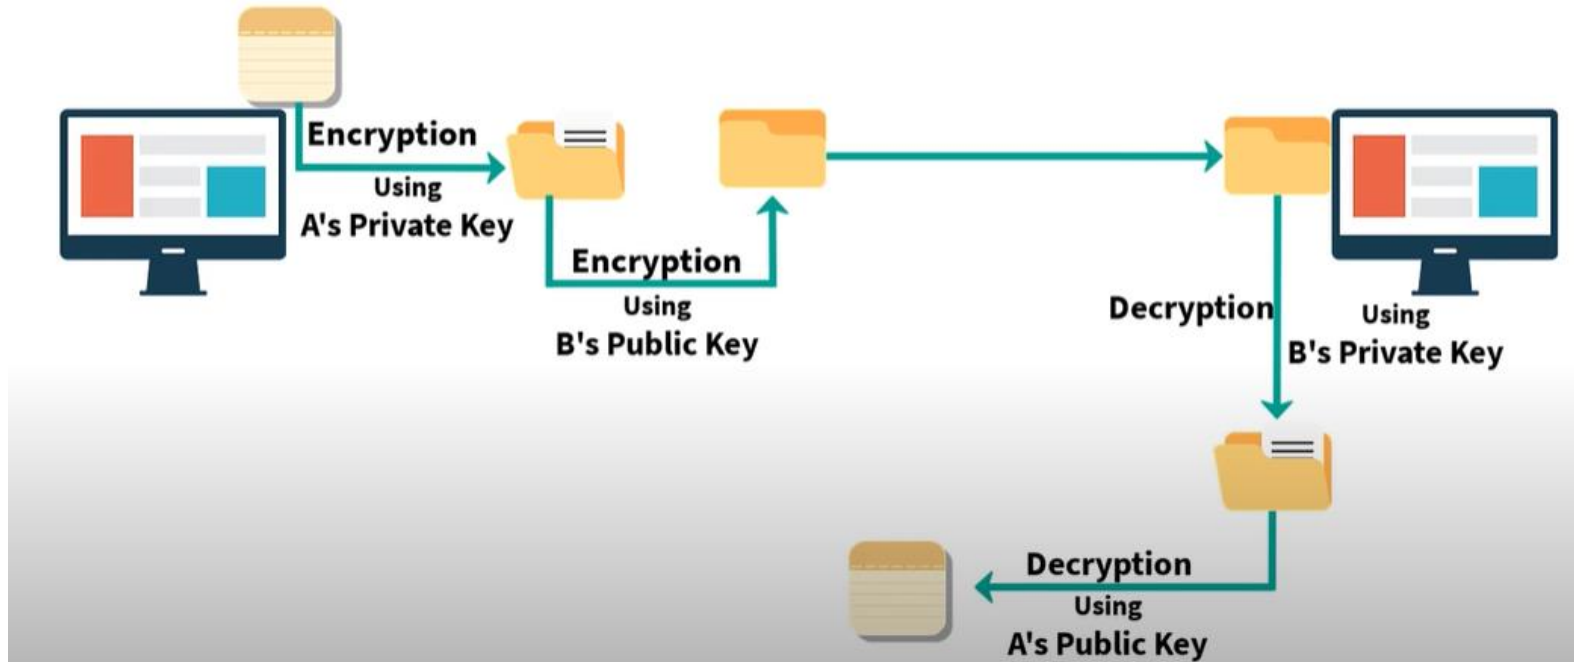 Encryption
Using
A's Private Key
Encryption
Using
B's Public Key
Decryption
Using
B's Private Key
Decryption
Using
A's Public Key